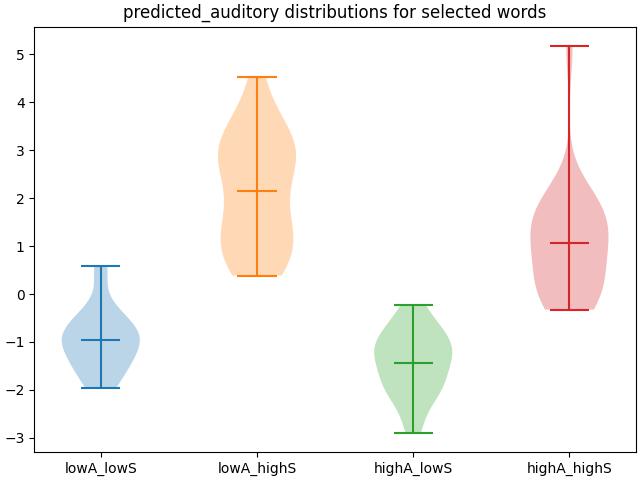 predicted_auditory distributions for selected words
5
4
3
2
1
0
−1
−2
−3
lowA_lowS
lowA_highS
highA_lowS
highA_highS